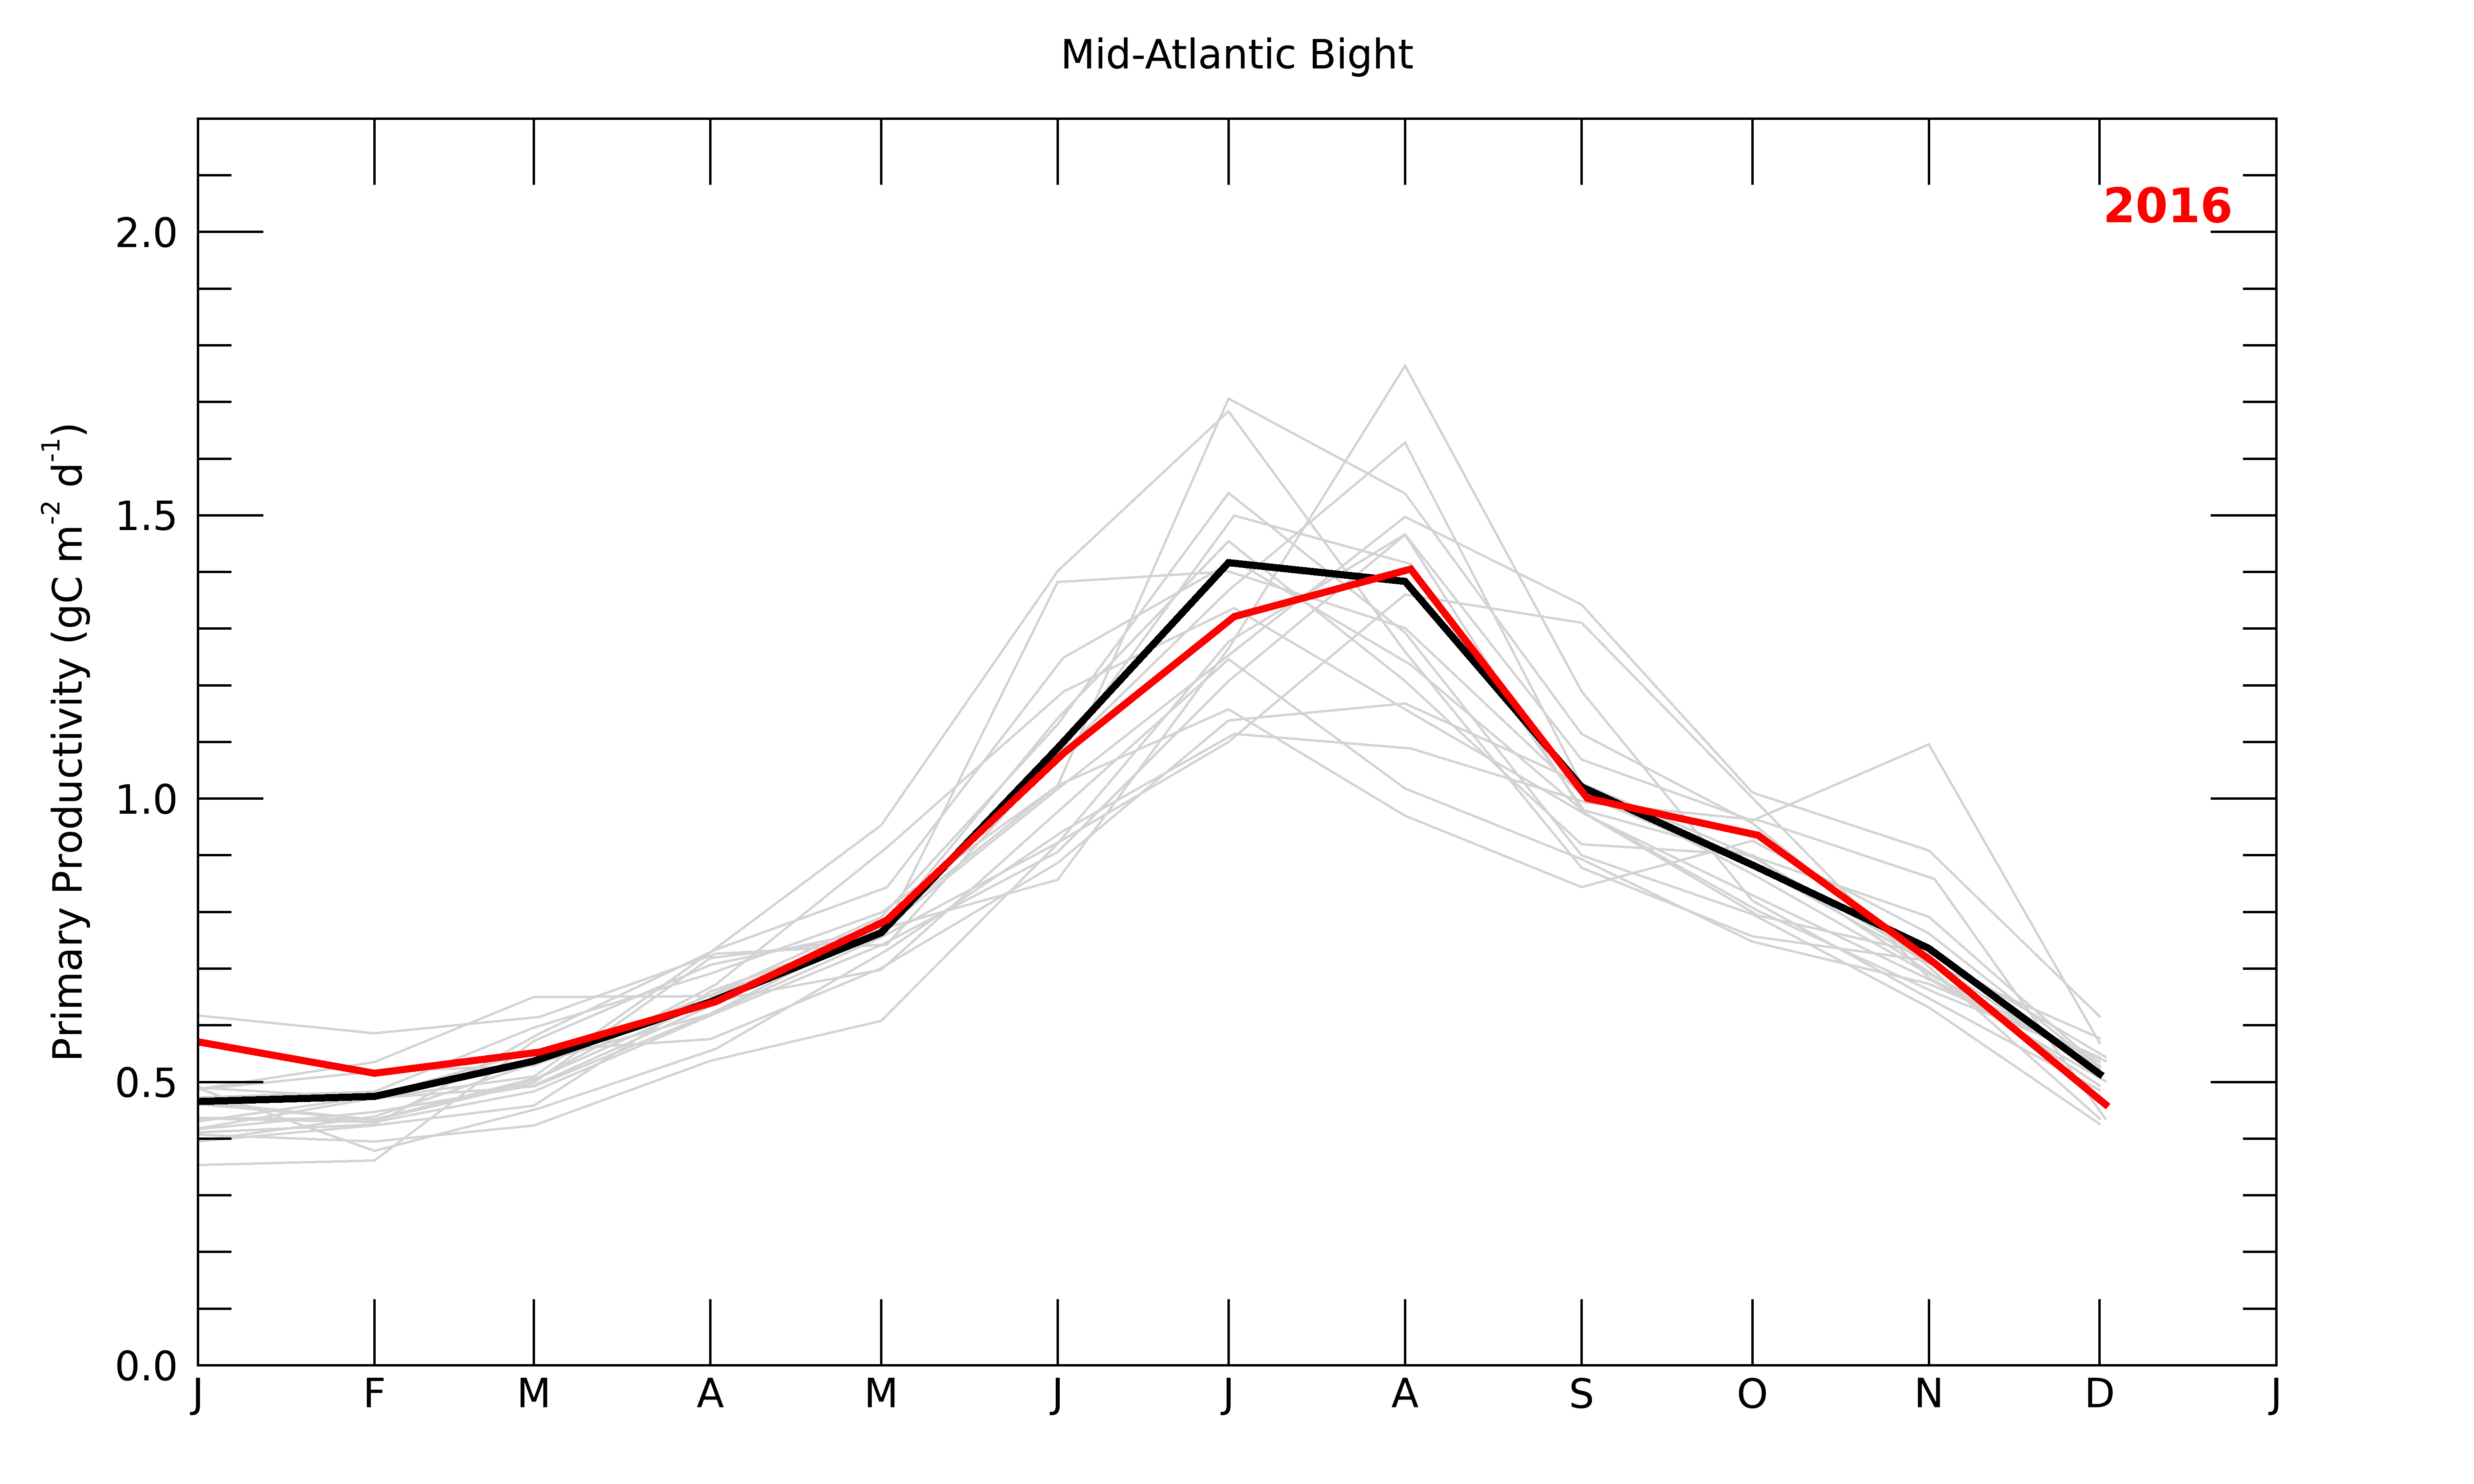 Mid-Atlantic Bight
2016
Primary Productivity (gC m⁻² d⁻¹)
2.0
1.5
1.0
0.5
0.0
J F M A M J J A S O N D J